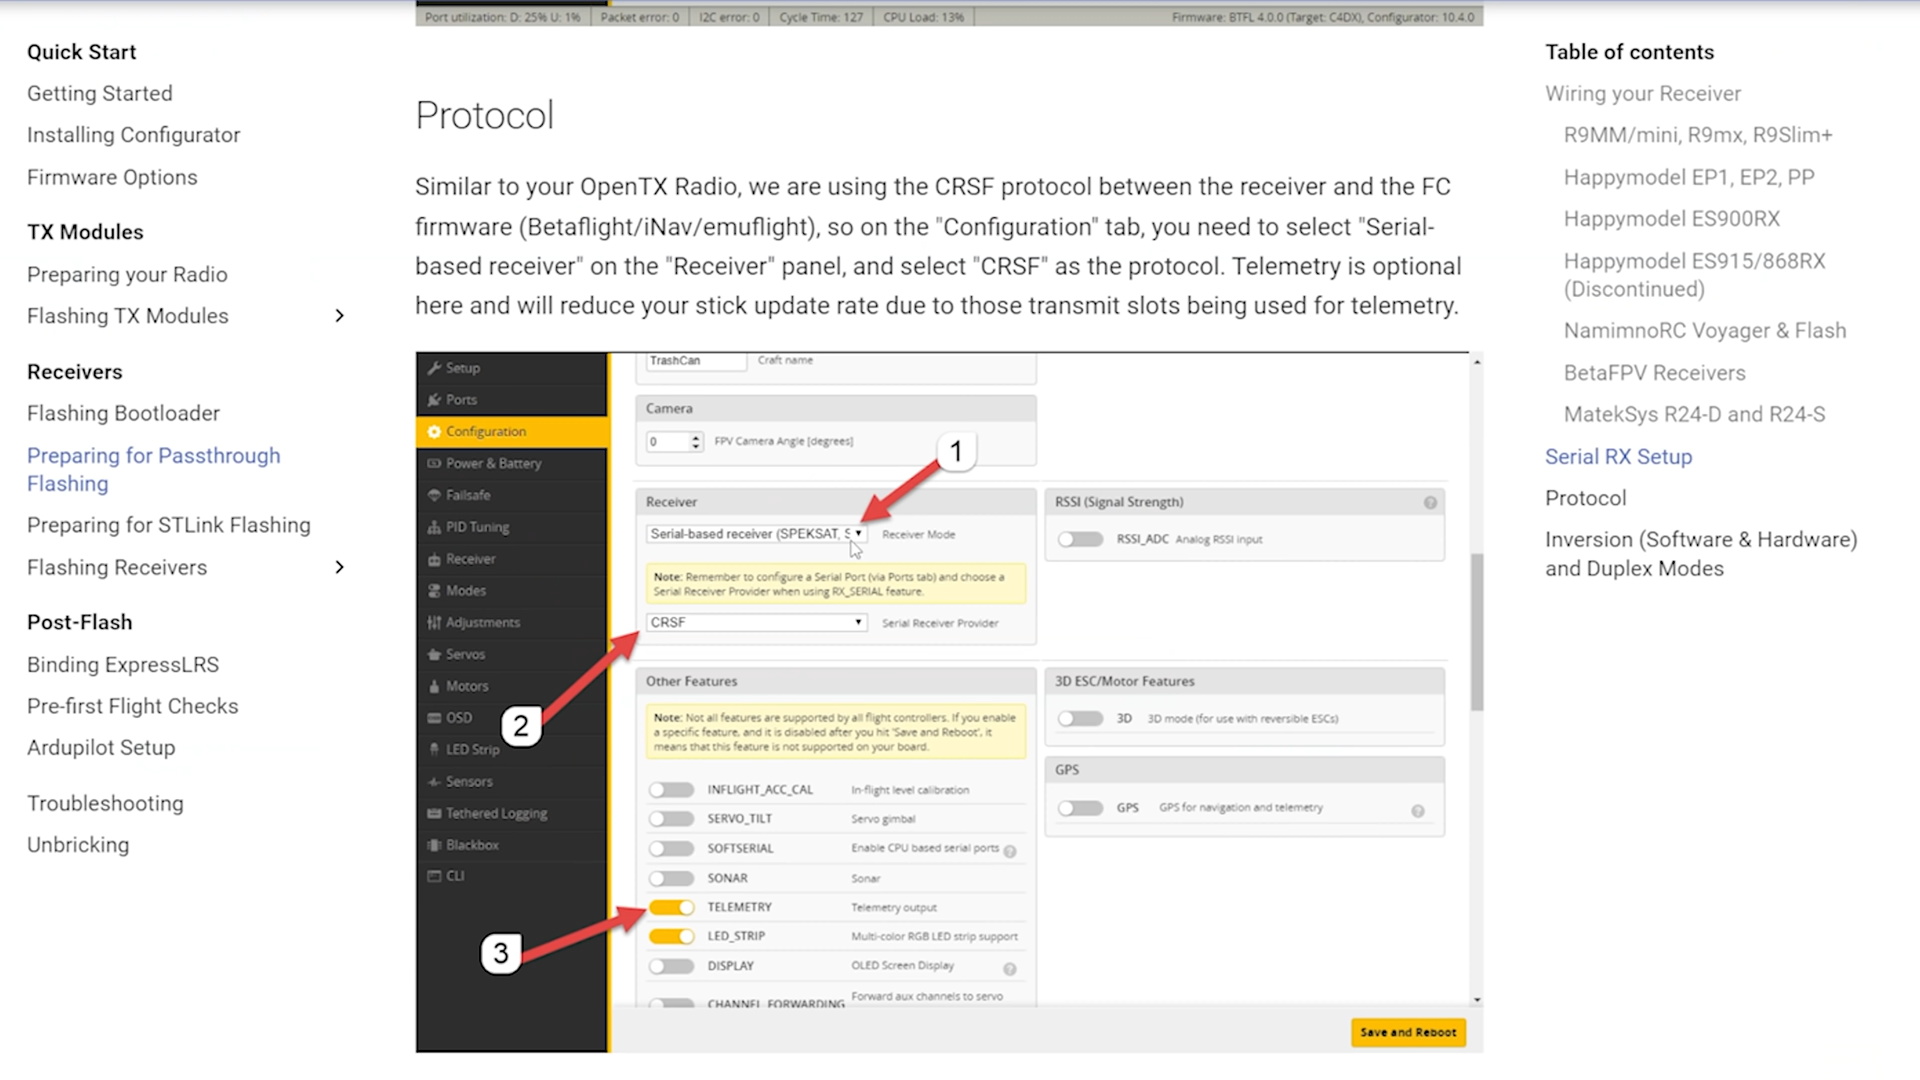 Port utilization: D: 25% U: 1%
Packet error: 0
I2C error: 0
Cycle Time: 127
CPU Load: 13%
Firmware: BTFL 4.0.0 (Target: C4DX), Configurator: 10.4.0
Quick Start
Getting Started
Installing Configurator
Firmware Options
TX Modules
Preparing your Radio
Flashing TX Modules
Receivers
Flashing Bootloader
Preparing for Passthrough
Flashing
Preparing for STLink Flashing
Flashing Receivers
Post-Flash
Binding ExpressLRS
Pre-first Flight Checks
Ardupilot Setup
Troubleshooting
Unbricking
Protocol
Similar to your OpenTX Radio, we are using the CRSF protocol between the receiver and the FC
firmware (Betaflight/iNav/emuflight), so on the "Configuration" tab, you need to select "Serial-
based receiver" on the "Receiver" panel, and select "CRSF" as the protocol. Telemetry is optional
here and will reduce your stick update rate due to those transmit slots being used for telemetry.
Setup
Ports
Configuration
Power & Battery
Failsafe
PID Tuning
Receiver
Modes
Adjustments
Servos
Motors
OSD
LED Strip
Sensors
Tethered Logging
Blackbox
CLI
TrashCan
Craft name
Camera
0
FPV Camera Angle [degrees]
1
Receiver
Serial-based receiver (SPEKSAT, S
Receiver Mode
Note: Remember to configure a Serial Port (via Ports tab) and choose a
Serial Receiver Provider when using RX_SERIAL feature.
CRSF
Serial Receiver Provider
2
RSSI (Signal Strength)
RSSI_ADC Analog RSSI input
Other Features
Note: Not all features are supported by all flight controllers. If you enable
a specific feature, and it is disabled after you hit 'Save and Reboot', it
means that this feature is not supported on your board.
INFLIGHT_ACC_CAL In-flight level calibration
SERVO_TILT Servo gimbal
SOFTSERIAL Enable CPU based serial ports
SONAR Sonar
TELEMETRY Telemetry output
LED_STRIP Multi-color RGB LED strip support
DISPLAY OLED Screen Display
CHANNEL_FORWARDING Forward aux channels to servo
3
3D ESC/Motor Features
3D 3D mode (for use with reversible ESCs)
GPS
GPS GPS for navigation and telemetry
Save and Reboot
Table of contents
Wiring your Receiver
R9MM/mini, R9mx, R9Slim+
Happymodel EP1, EP2, PP
Happymodel ES900RX
Happymodel ES915/868RX
(Discontinued)
NamimnoRC Voyager & Flash
BetaFPV Receivers
MatekSys R24-D and R24-S
Serial RX Setup
Protocol
Inversion (Software & Hardware)
and Duplex Modes